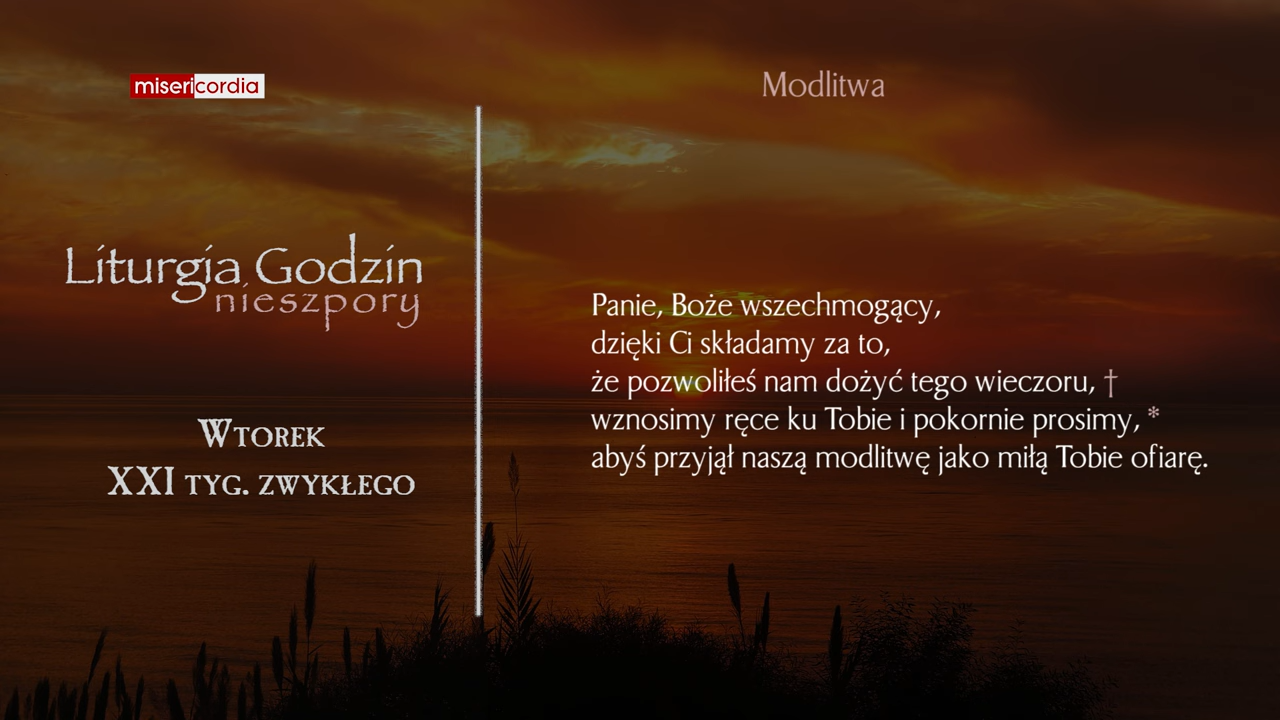 misericordia
Liturgia Godzin
nieszpory
Wtorek
XXI tyg. zwykłego
Modlitwa
Panie, Boże wszechmogący,
dzięki Ci składamy za to,
że pozwoliłeś nam dożyć tego wieczoru, †
wznosimy ręce ku Tobie i pokornie prosimy, *
abyś przyjął naszą modlitwę jako miłą Tobie ofiarę.